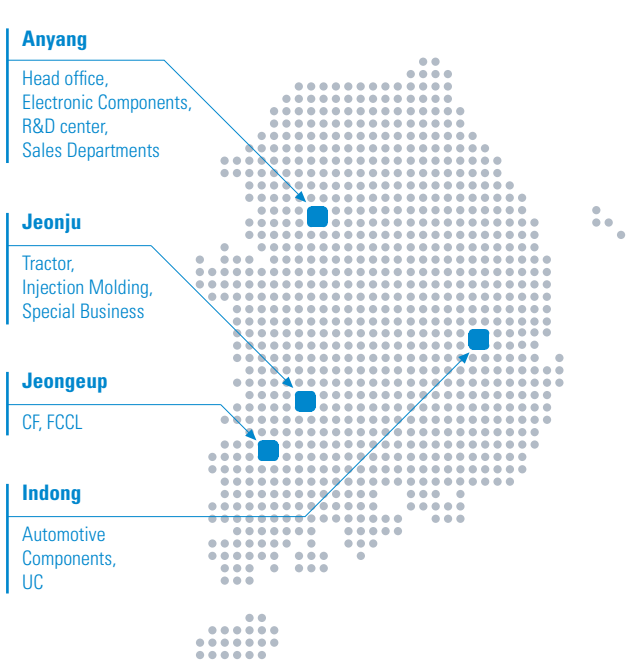 Anyang
Head office,
Electronic Components,
R&D center,
Sales Departments
Jeonju
Tractor,
Injection Molding,
Special Business
Jeongeup
CF, FCCL
Indong
Automotive
Components,
UC